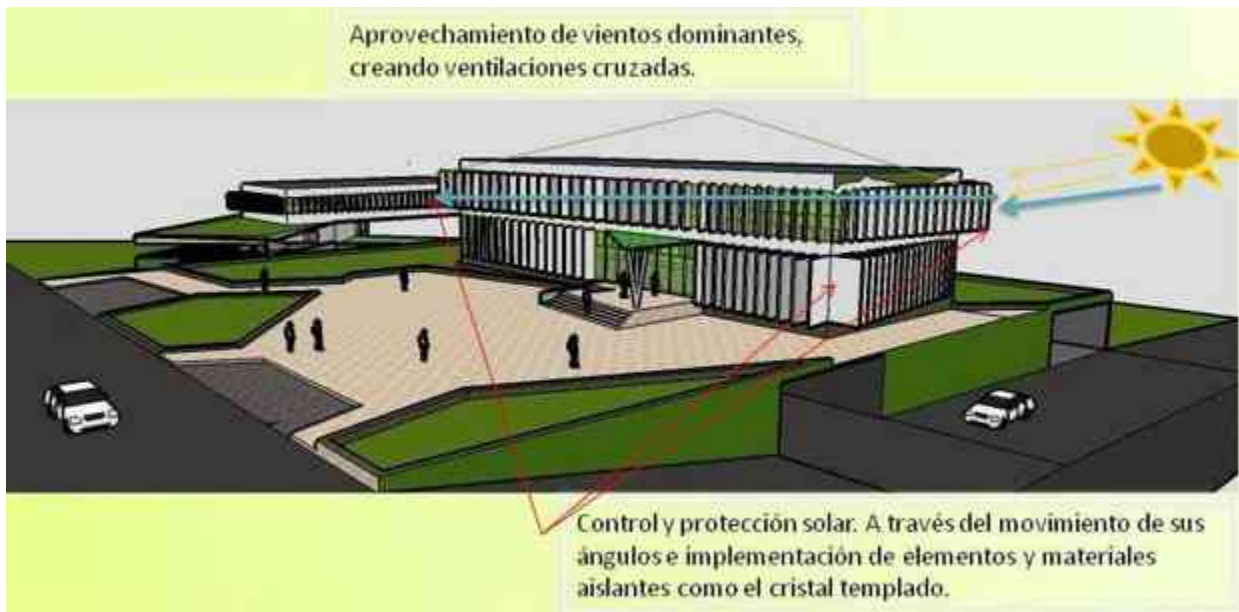 Aprovechamiento de vientos dominantes,
creando ventilaciones cruzadas.
Control y protección solar. A través del movimiento de sus
ángulos e implementación de elementos y materiales
aislantes como el cristal templado.